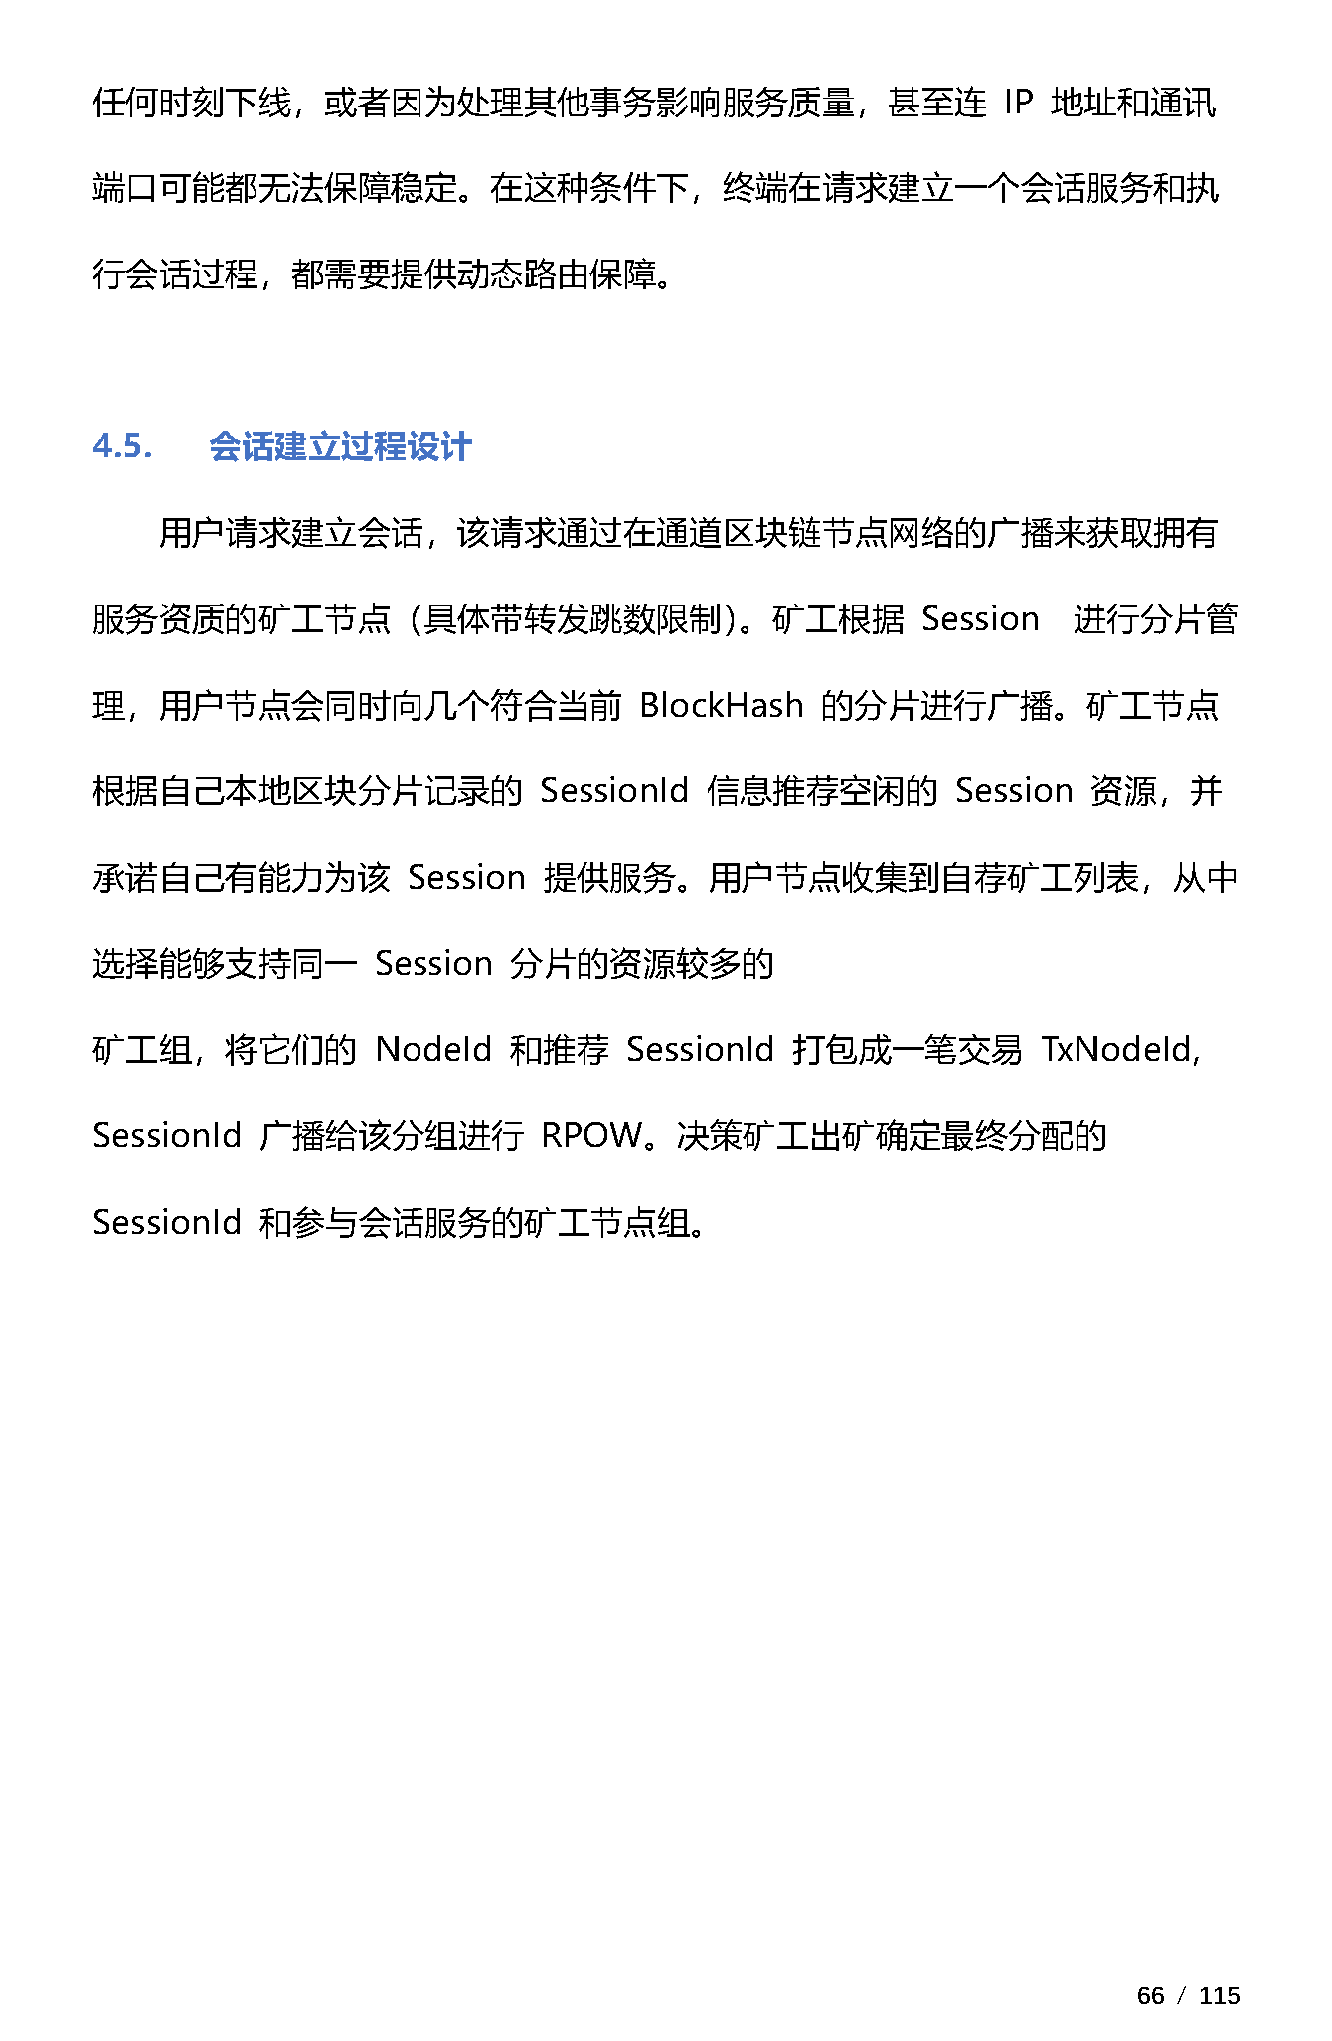 任何时刻下线，或者因为处理其他事务影响服务质量，甚至连 IP 地址和通讯
端口可能都无法保障稳定。在这种条件下，终端在请求建立一个会话服务和执
行会话过程，都需要提供动态路由保障。
4.5. 会话建立过程设计
用户请求建立会话，该请求通过在通道区块链节点网络的广播来获取拥有
服务资质的矿工节点（具体带转发跳数限制）。矿工根据 Session 进行分片管
理，用户节点会同时向几个符合当前 BlockHash 的分片进行广播。矿工节点
根据自己本地区块分片记录的 SessionId 信息推荐空闲的 Session 资源，并
承诺自己有能力为该 Session 提供服务。用户节点收集到自荐矿工列表，从中
选择能够支持同一 Session 分片的资源较多的
矿工组，将它们的 NodeId 和推荐 SessionId 打包成一笔交易 TxNodeId,
SessionId 广播给该分组进行 RPOW。决策矿工出矿确定最终分配的
SessionId 和参与会话服务的矿工节点组。
66 / 115